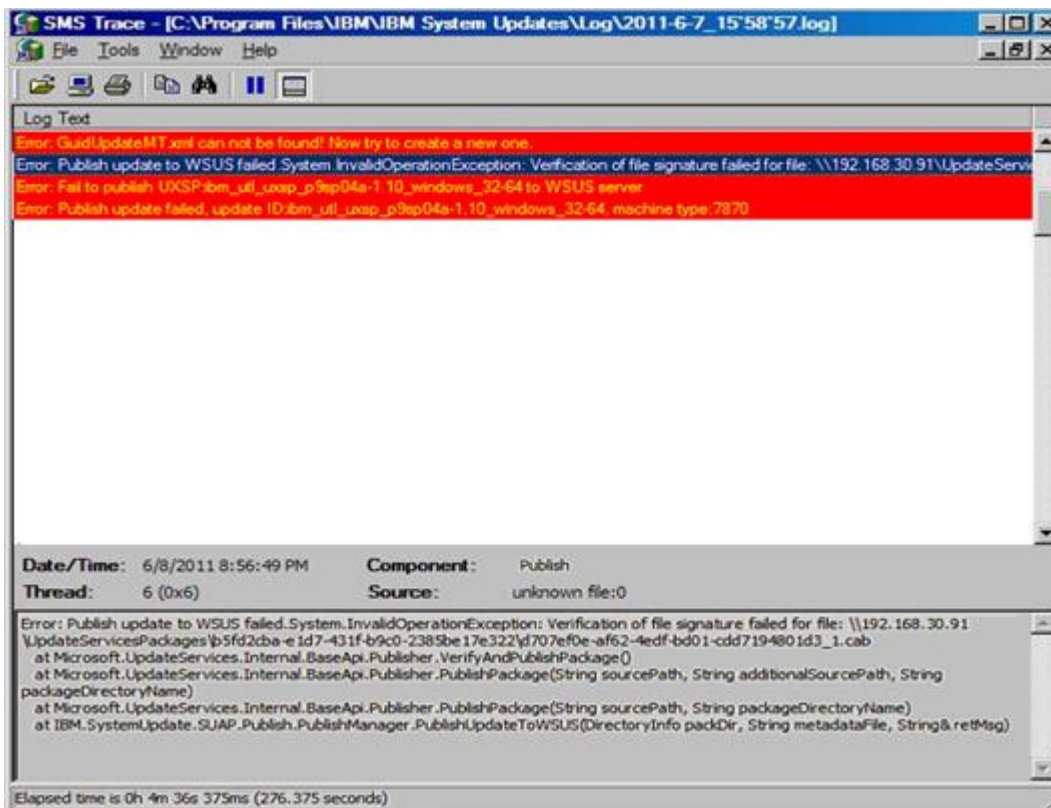 SMS Trace - [C:\Program Files\IBM\IBM System Updates\Log\2011-6-7_15"58"57.log]
File Tools Window Help
Log Text
Error: GuidUpdateMT.xml can not be found! Now try to create a new one.
Error: Publish update to WSUS failed.System.InvalidOperationException: Verification of file signature failed for file: \\192.168.30.91\UpdateServi
Error: Fail to publish UXSP:ibm_utl_uxsp_p9sp04a-1.10_windows_32-64 to WSUS server
Error: Publish update failed, update ID:ibm_utl_uxsp_p9sp04a-1.10_windows_32-64, machine type:7870
Date/Time: 6/8/2011 8:56:49 PM Component: Publish
Thread: 6 (0x6) Source: unknown file:0
Error: Publish update to WSUS failed.System.InvalidOperationException: Verification of file signature failed for file: \\192.168.30.91
\UpdateServicesPackages\b5fd2cba-e1d7-431f-b9c0-2385be17e322\d707ef0e-af62-4edf-bd01-cdd7194801d3_1.cab
at Microsoft.UpdateServices.Internal.BaseApi.Publisher.VerifyAndPublishPackage()
at Microsoft.UpdateServices.Internal.BaseApi.Publisher.PublishPackage(String sourcePath, String additionalSourcePath, String
packageDirectoryName)
at Microsoft.UpdateServices.Internal.BaseApi.Publisher.PublishPackage(String sourcePath, String packageDirectoryName)
at IBM.SystemUpdate.SUAP.Publish.PublishManager.PublishUpdateToWSUS(DirectoryInfo packDir, String metadataFile, String& retMsg)
Elapsed time is 0h 4m 36s 375ms (276.375 seconds)